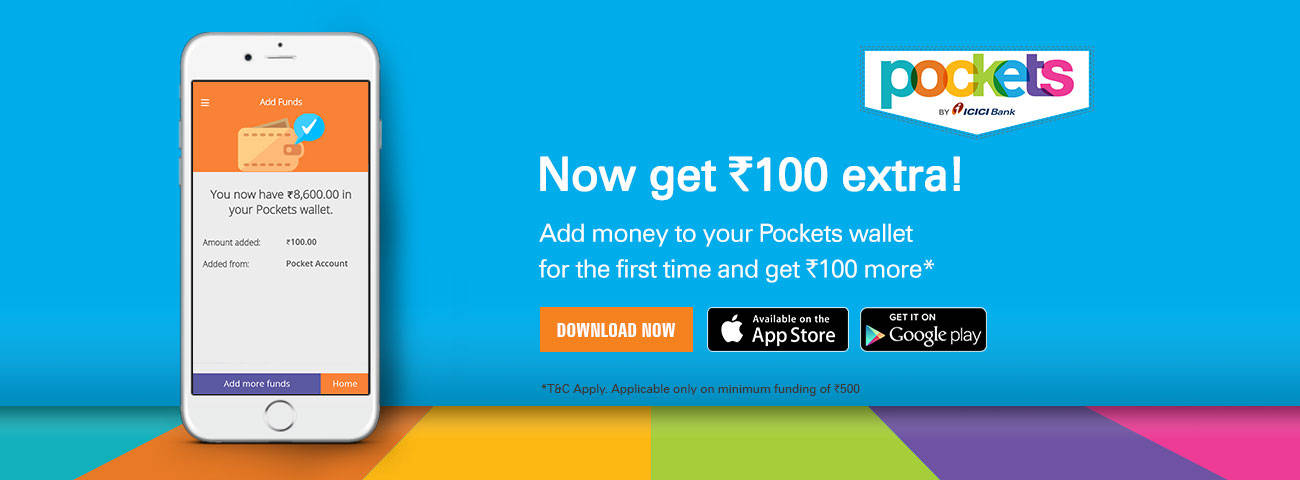 Add Funds
You now have ₹8,600.00 in
your Pockets wallet.
Amount added: ₹100.00
Added from: Pocket Account
Add more funds Home
pockets
BY ICICI Bank
Now get ₹100 extra!
Add money to your Pockets wallet
for the first time and get ₹100 more*
DOWNLOAD NOW
Available on the
App Store
GET IT ON
Google play
*T&C Apply. Applicable only on minimum funding of ₹500